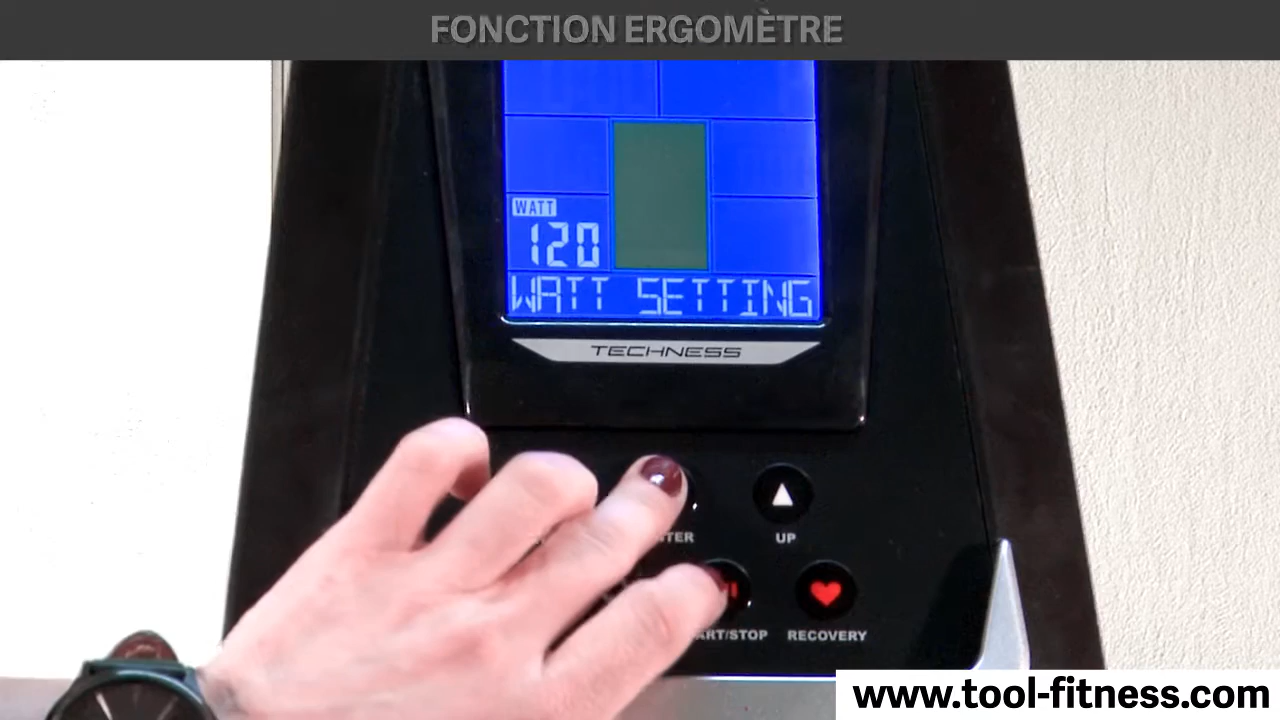 FONCTION ERGOMÈTRE
WATT
120
WATT SETTING
TECHNESS
UP
RECOVERY
www.tool-fitness.com